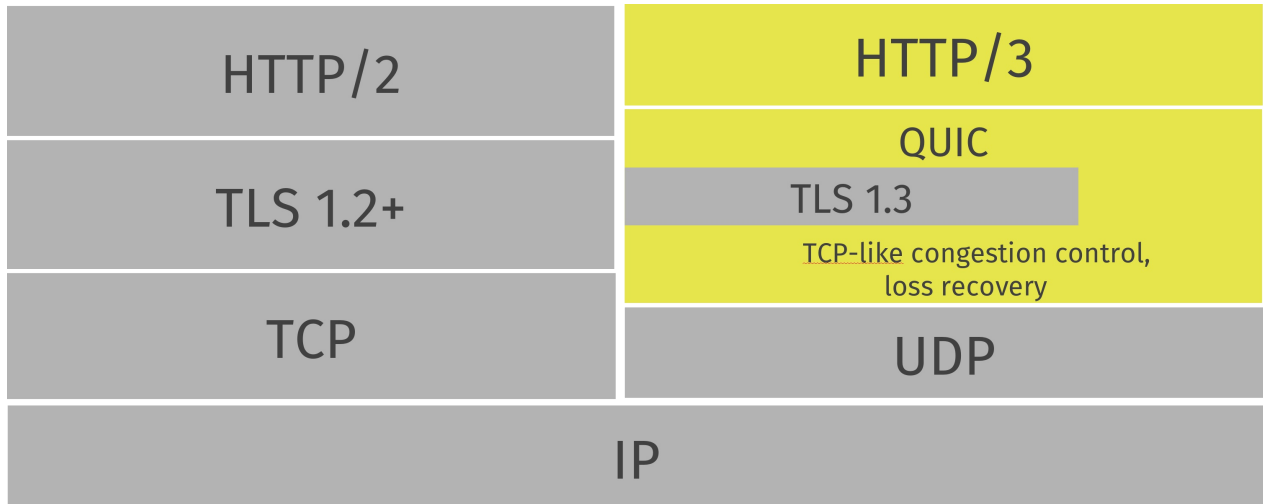 HTTP/2
TLS 1.2+
TCP
HTTP/3
QUIC
TLS 1.3
TCP-like congestion control,
loss recovery
UDP
IP